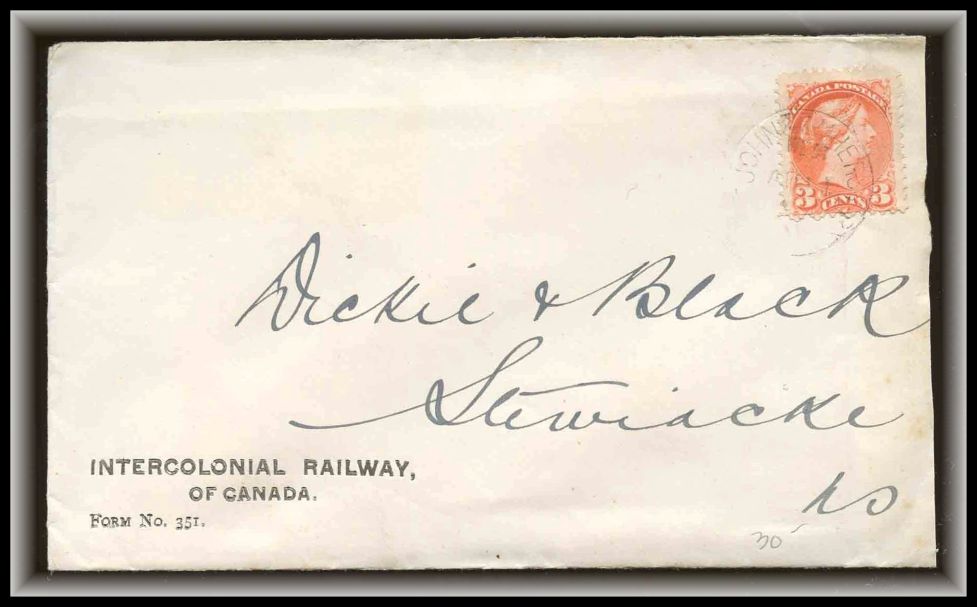 CANADA POSTAGE
3 CENTS 3
Dickie & Black
Stewiacke
NS
INTERCOLONIAL RAILWAY,
OF CANADA.
FORM No. 351.
30